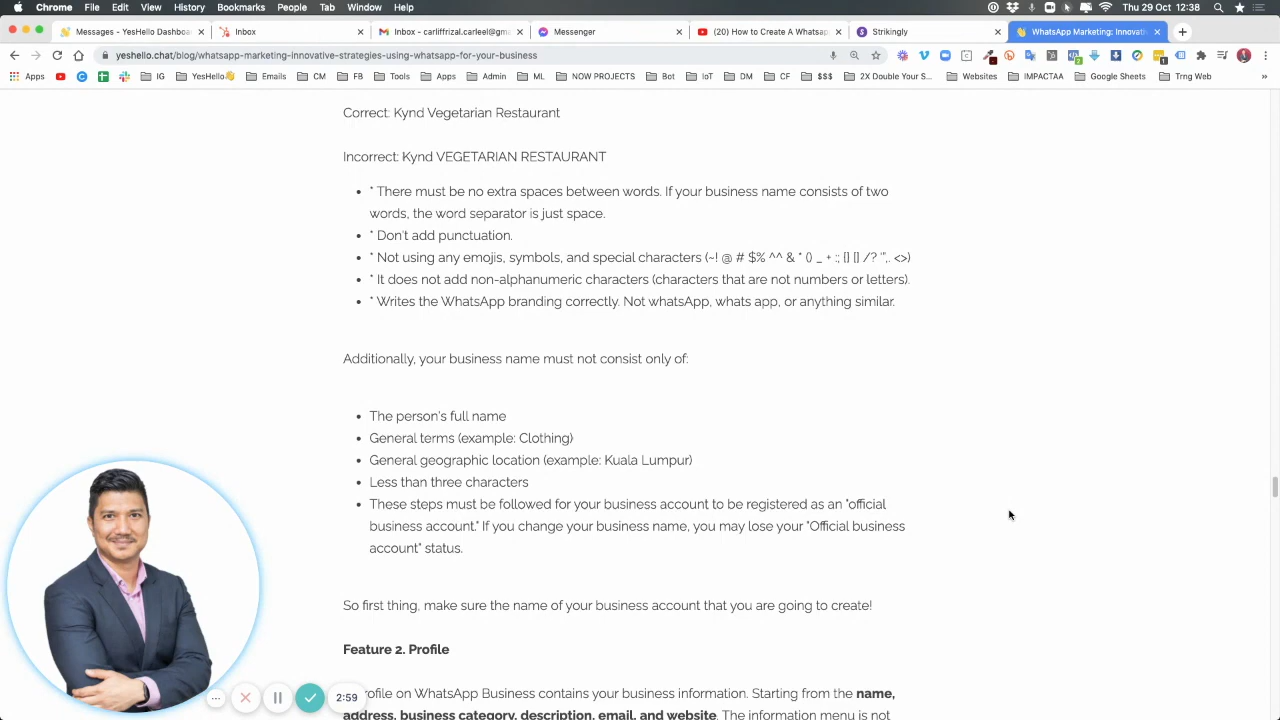 Chrome File Edit View History Bookmarks People Tab Window Help Thu 29 Oct 12:38
Messages - YesHello Dashboa Inbox Inbox - carliffrizal.carleel@gm Messenger (20) How to Create A Whatsap Strikingly WhatsApp Marketing: Innovati
yeshello.chat/blog/whatsapp-marketing-innovative-strategies-using-whatsapp-for-your-business
Apps IG YesHello👋 Emails CM FB Tools Apps Admin ML NOW PROJECTS Bot IoT DM CF $$$ 2X Double Your S... Websites IMPACTAA Google Sheets Trng Web »
Correct: Kynd Vegetarian Restaurant
Incorrect: Kynd VEGETARIAN RESTAURANT
• * There must be no extra spaces between words. If your business name consists of two
words, the word separator is just space.
• * Don't add punctuation.
• * Not using any emojis, symbols, and special characters (~! @ # $% ^^ & * () _ + :; {} [] /? '",. <>)
• * It does not add non-alphanumeric characters (characters that are not numbers or letters).
• * Writes the WhatsApp branding correctly. Not whatsApp, whats app, or anything similar.
Additionally, your business name must not consist only of:
• The person's full name
• General terms (example: Clothing)
• General geographic location (example: Kuala Lumpur)
• Less than three characters
• These steps must be followed for your business account to be registered as an "official
business account." If you change your business name, you may lose your "Official business
account" status.
So first thing, make sure the name of your business account that you are going to create!
Feature 2. Profile
rofile on WhatsApp Business contains your business information. Starting from the name,
address, business category, description, email, and website. The information menu is not
2:59